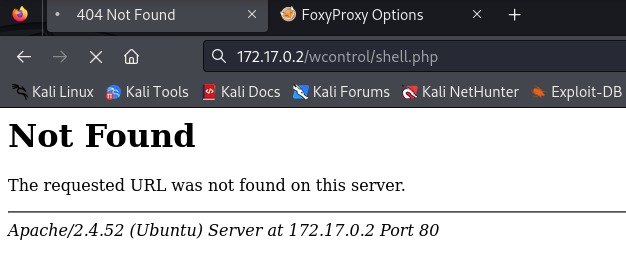 404 Not Found
FoxyProxy Options
172.17.0.2/wcontrol/shell.php
Kali Linux Kali Tools Kali Docs Kali Forums Kali NetHunter Exploit-DB
Not Found
The requested URL was not found on this server.
Apache/2.4.52 (Ubuntu) Server at 172.17.0.2 Port 80